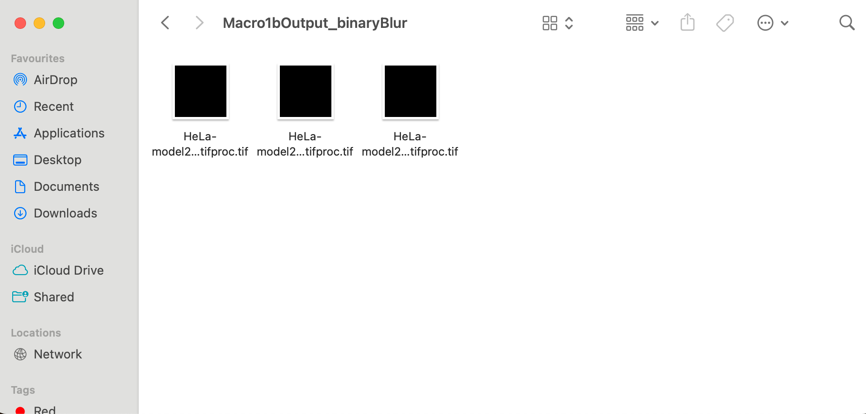 Macro1bOutput_binaryBlur
Favourites
AirDrop
Recent
Applications
Desktop
Documents
Downloads
iCloud
iCloud Drive
Shared
Locations
Network
Tags
Red
HeLa-
model2...tifproc.tif
HeLa-
model2...tifproc.tif
HeLa-
model2...tifproc.tif